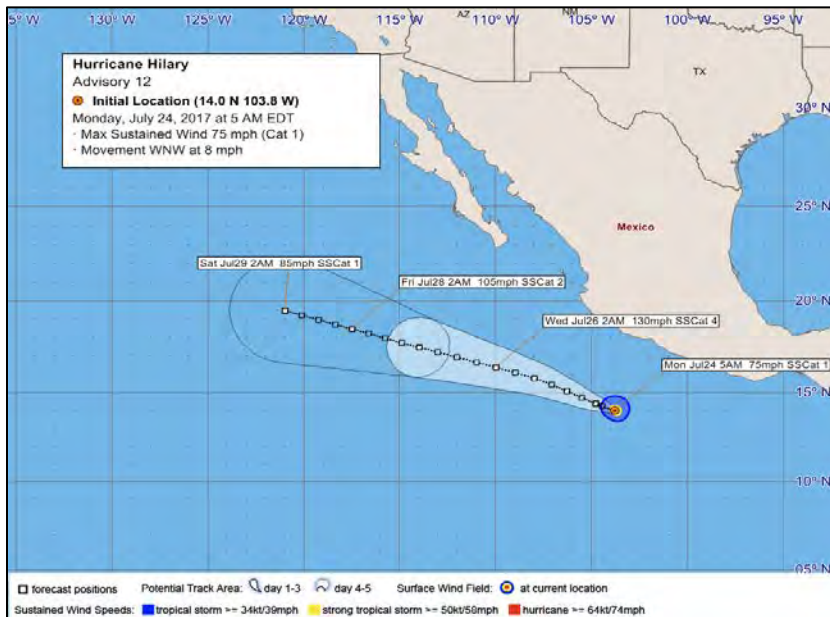 35° W
130° W
125° W
120° W
115° W
110° W
105° W
100° W
95° W
AZ
NM
TX
Hurricane Hilary
Advisory 12
Initial Location (14.0 N 103.8 W)
Monday, July 24, 2017 at 5 AM EDT
· Max Sustained Wind 75 mph (Cat 1)
· Movement WNW at 8 mph
30° N
25° N
Mexico
Sat Jul29 2AM 85mph SSCat 1
Fri Jul28 2AM 105mph SSCat 2
20° N
Wed Jul26 2AM 130mph SSCat 4
Mon Jul24 5AM 75mph SSCat 1
15° N
10° N
05° N
forecast positions Potential Track Area: day 1-3 day 4-5 Surface Wind Field: at current location
Sustained Wind Speeds: tropical storm >= 34kt/39mph strong tropical storm >= 50kt/58mph hurricane >= 64kt/74mph